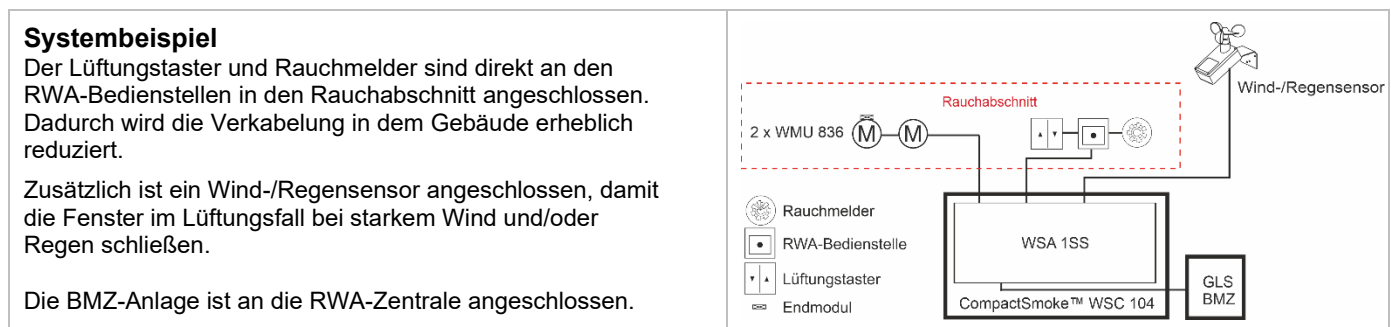 Systembeispiel
Der Lüftungstaster und Rauchmelder sind direkt an den
RWA-Bedienstellen in den Rauchabschnitt angeschlossen.
Dadurch wird die Verkabelung in dem Gebäude erheblich
reduziert.
Zusätzlich ist ein Wind-/Regensensor angeschlossen, damit
die Fenster im Lüftungsfall bei starkem Wind und/oder
Regen schließen.
Die BMZ-Anlage ist an die RWA-Zentrale angeschlossen.
Wind-/Regensensor
Rauchabschnitt
2 x WMU 836 M M
Rauchmelder
RWA-Bedienstelle
Lüftungstaster
Endmodul
WSA 1SS
CompactSmoke™ WSC 104
GLS
BMZ